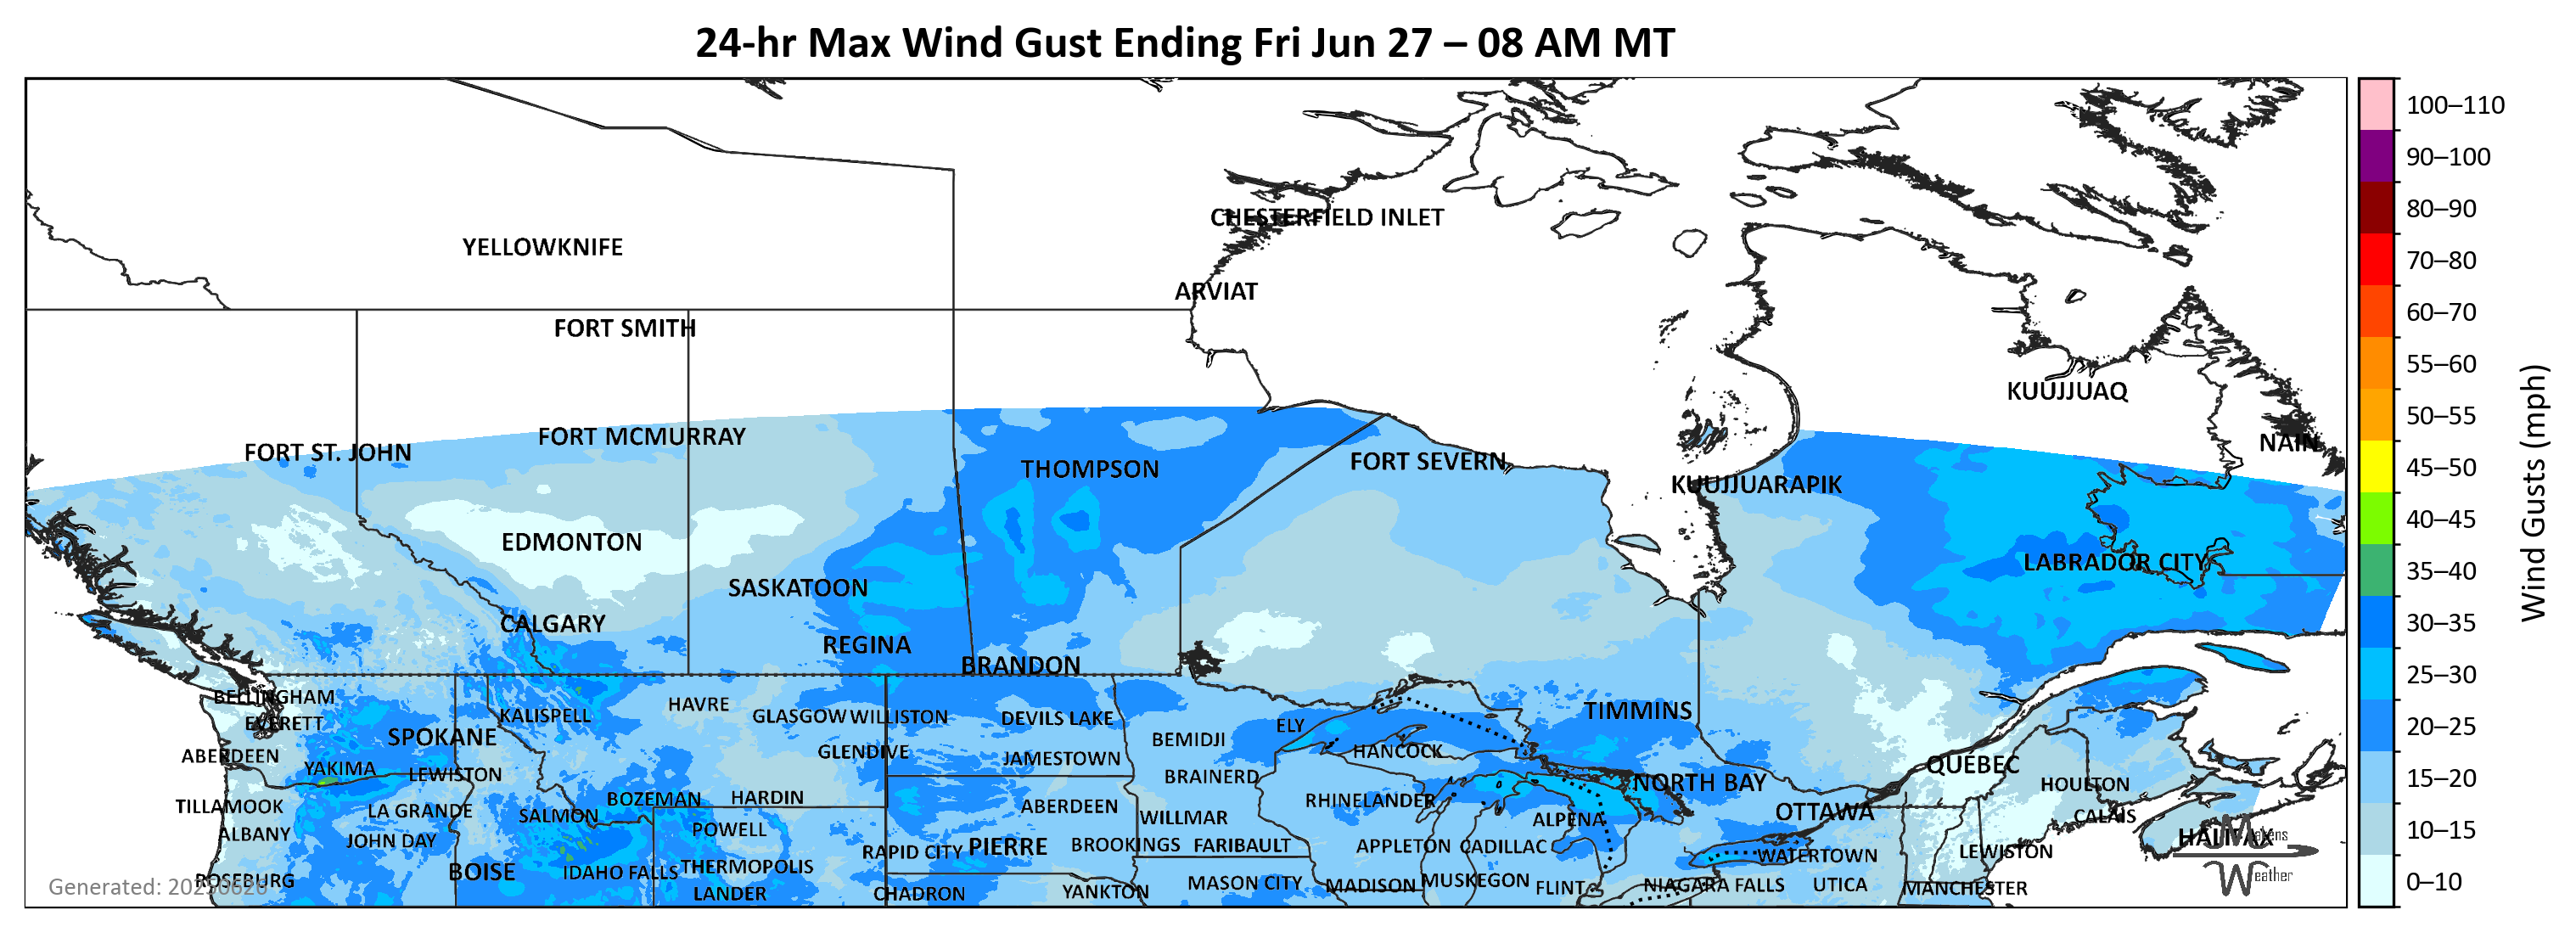 24-hr Max Wind Gust Ending Fri Jun 27 – 08 AM MT
100–110
90–100
80–90
70–80
60–70
55–60
50–55
45–50
40–45
35–40
30–35
25–30
20–25
15–20
10–15
0–10
Wind Gusts (mph)
CHESTERFIELD INLET
YELLOWKNIFE
ARVIAT
FORT SMITH
KUUJJUAQ
FORT MCMURRAY
NAIN
FORT ST. JOHN
FORT SEVERN
THOMPSON
KUUJJUARAPIK
EDMONTON
LABRADOR CITY
SASKATOON
CALGARY
REGINA
BRANDON
BELLINGHAM
HAVRE
TIMMINS
KALISPELL
GLASGOW
WILLISTON
DEVILS LAKE
EVERETT
ELY
SPOKANE
BEMIDJI
GLENDIVE
HANCOCK
ABERDEEN
JAMESTOWN
QUÉBEC
YAKIMA
LEWISTON
BRAINERD
NORTH BAY
HOULTON
BOZEMAN
HARDIN
RHINELANDER
TILLAMOOK
ABERDEEN
LA GRANDE
OTTAWA
SALMON
WILLMAR
ALPENA
CALAIS
POWELL
ALBANY
HALIFAX
JOHN DAY
BROOKINGS
FARIBAULT
APPLETON
CADILLAC
PIERRE
RAPID CITY
LEWISTON
WATERTOWN
THERMOPOLIS
BOISE
IDAHO FALLS
ROSEBURG
MUSKEGON
MASON CITY
MADISON
NIAGARA FALLS
UTICA
FLINT
MANCHESTER
LANDER
CHADRON
YANKTON
Generated: 20250626
Makens
Weather